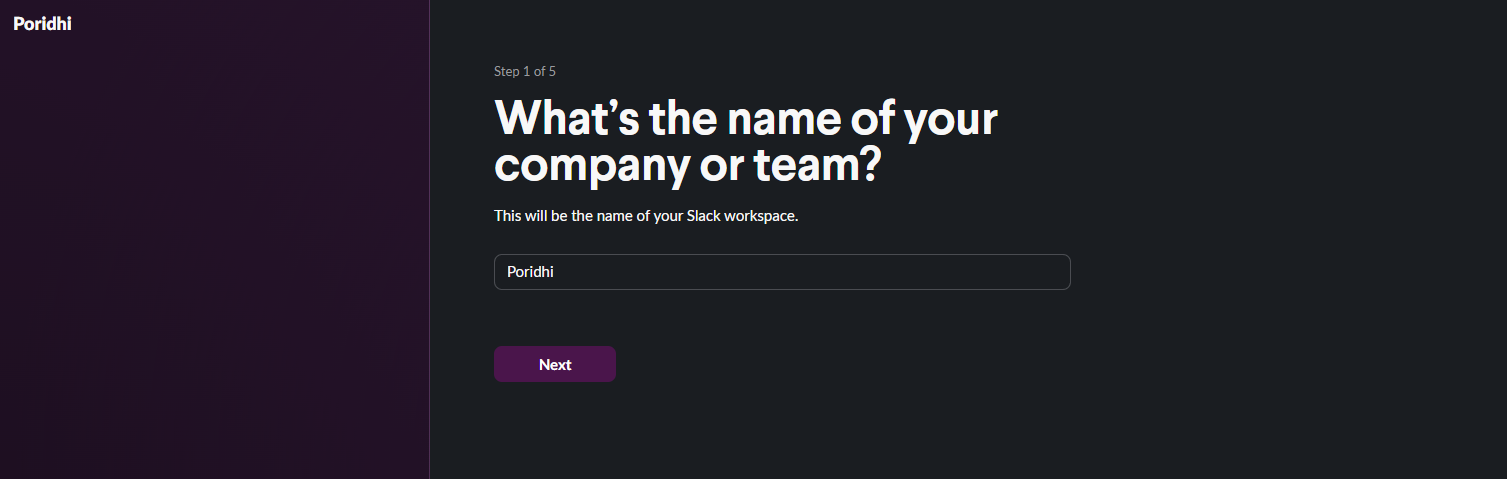 Poridhi
Step 1 of 5
What’s the name of your
company or team?
This will be the name of your Slack workspace.
Poridhi
Next